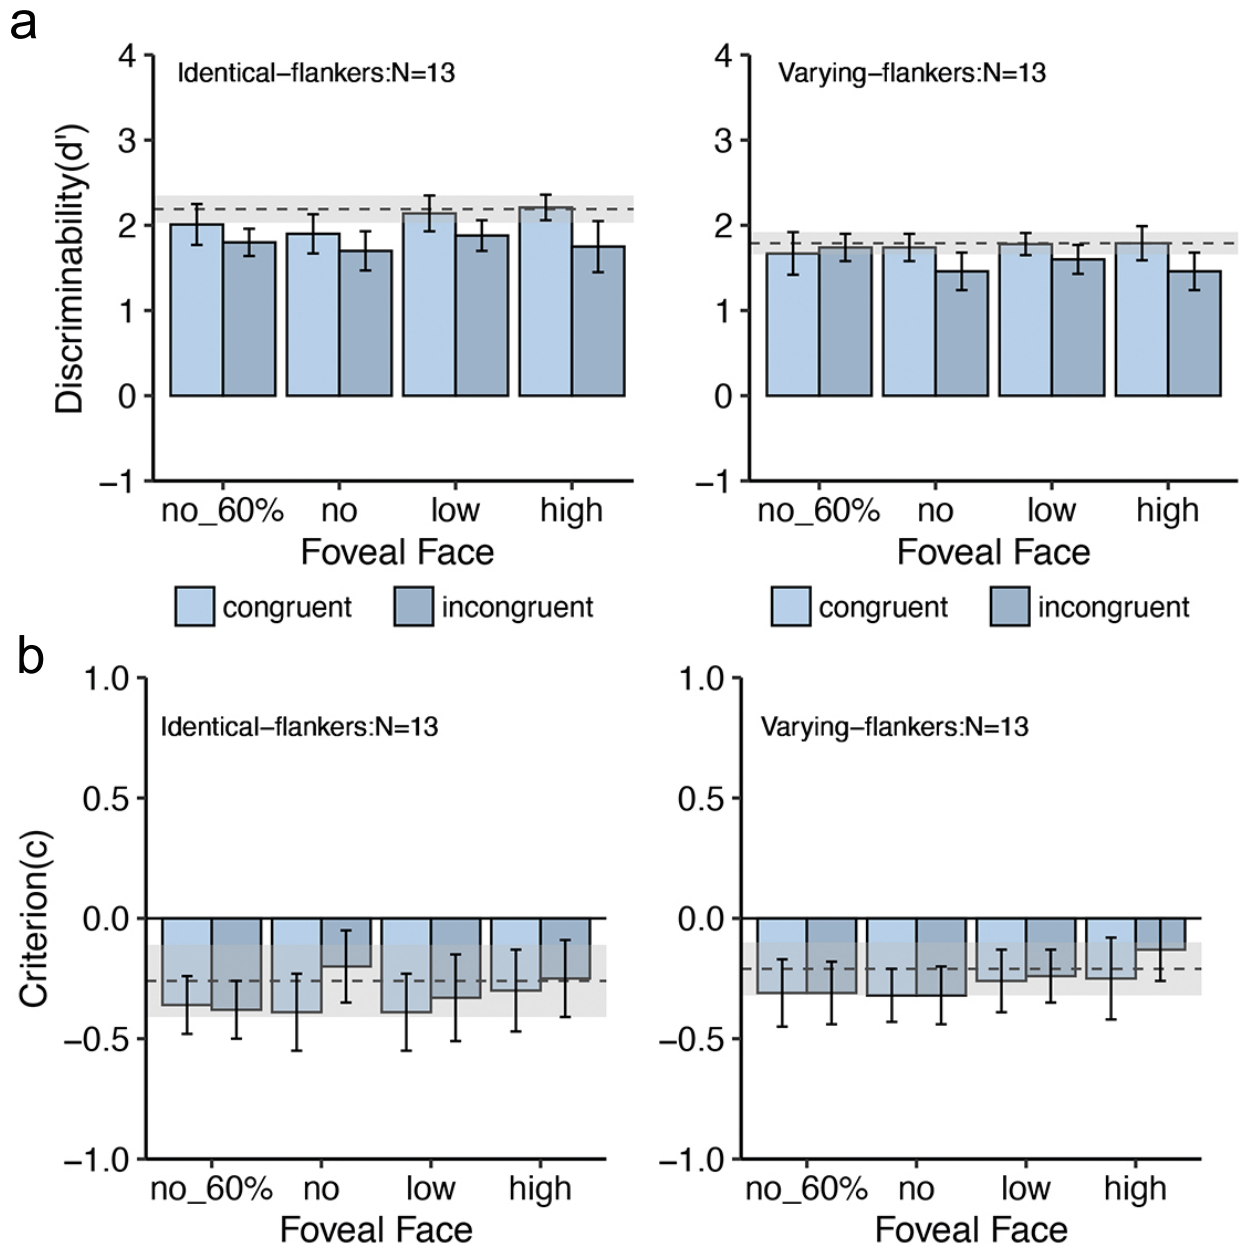 a
Identical–flankers:N=13
Varying–flankers:N=13
Discriminability(d')
4
3
2
1
0
−1
4
3
2
1
0
−1
no_60% no low high
no_60% no low high
Foveal Face
Foveal Face
congruent incongruent
congruent incongruent
b
Identical–flankers:N=13
Varying–flankers:N=13
Criterion(c)
1.0
0.5
0.0
−0.5
−1.0
1.0
0.5
0.0
−0.5
−1.0
no_60% no low high
no_60% no low high
Foveal Face
Foveal Face